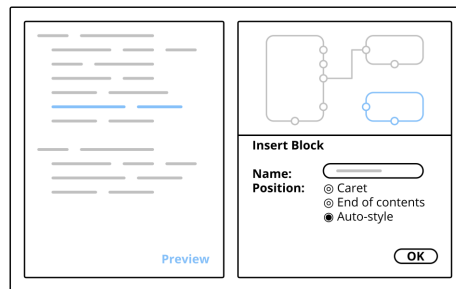 Preview
Insert Block
Name:
Position: ◎ Caret
◎ End of contents
◉ Auto-style
OK